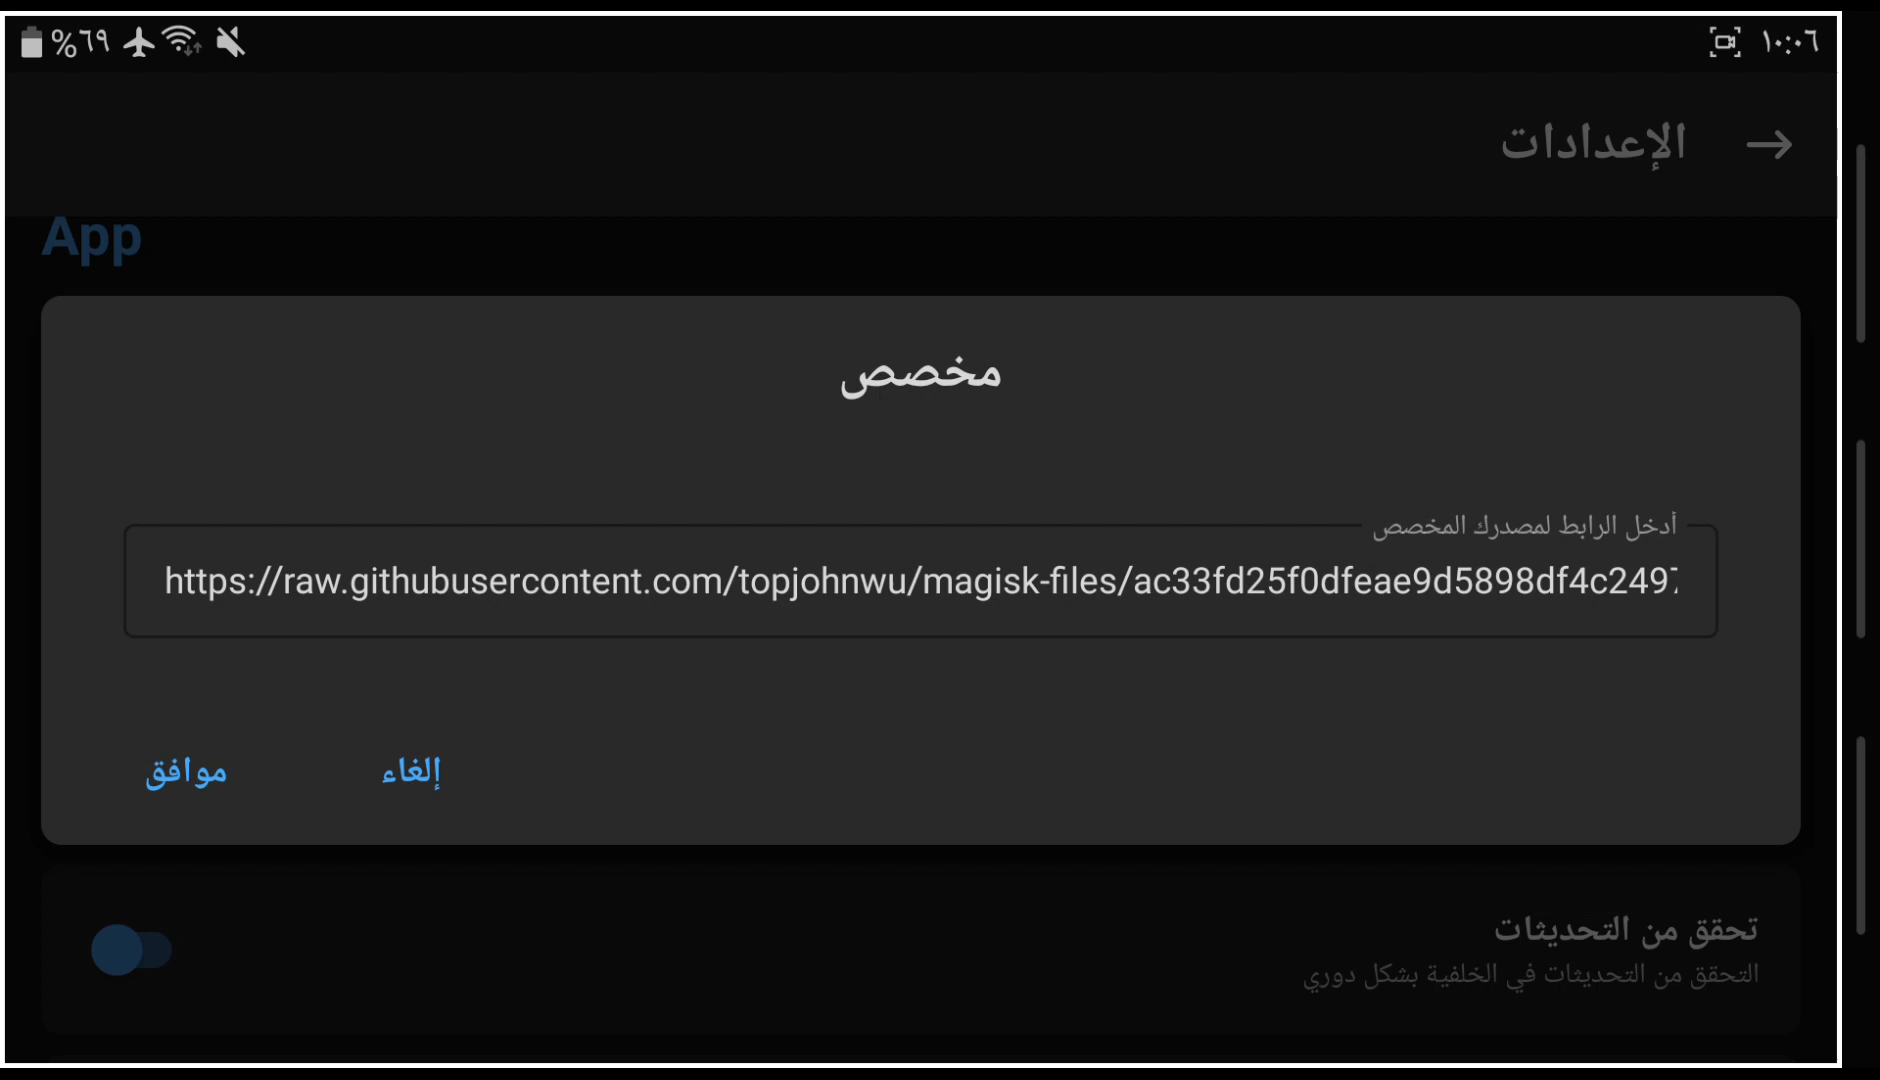 ١٠:٠٦ %٦٩
الإعدادات
App
مخصص
أدخل الرابط لمصدرك المخصص
https://raw.githubusercontent.com/topjohnwu/magisk-files/ac33fd25f0dfeae9d5898df4c2497
إلغاء
موافق
تحقق من التحديثات
التحقق من التحديثات في الخلفية بشكل دوري